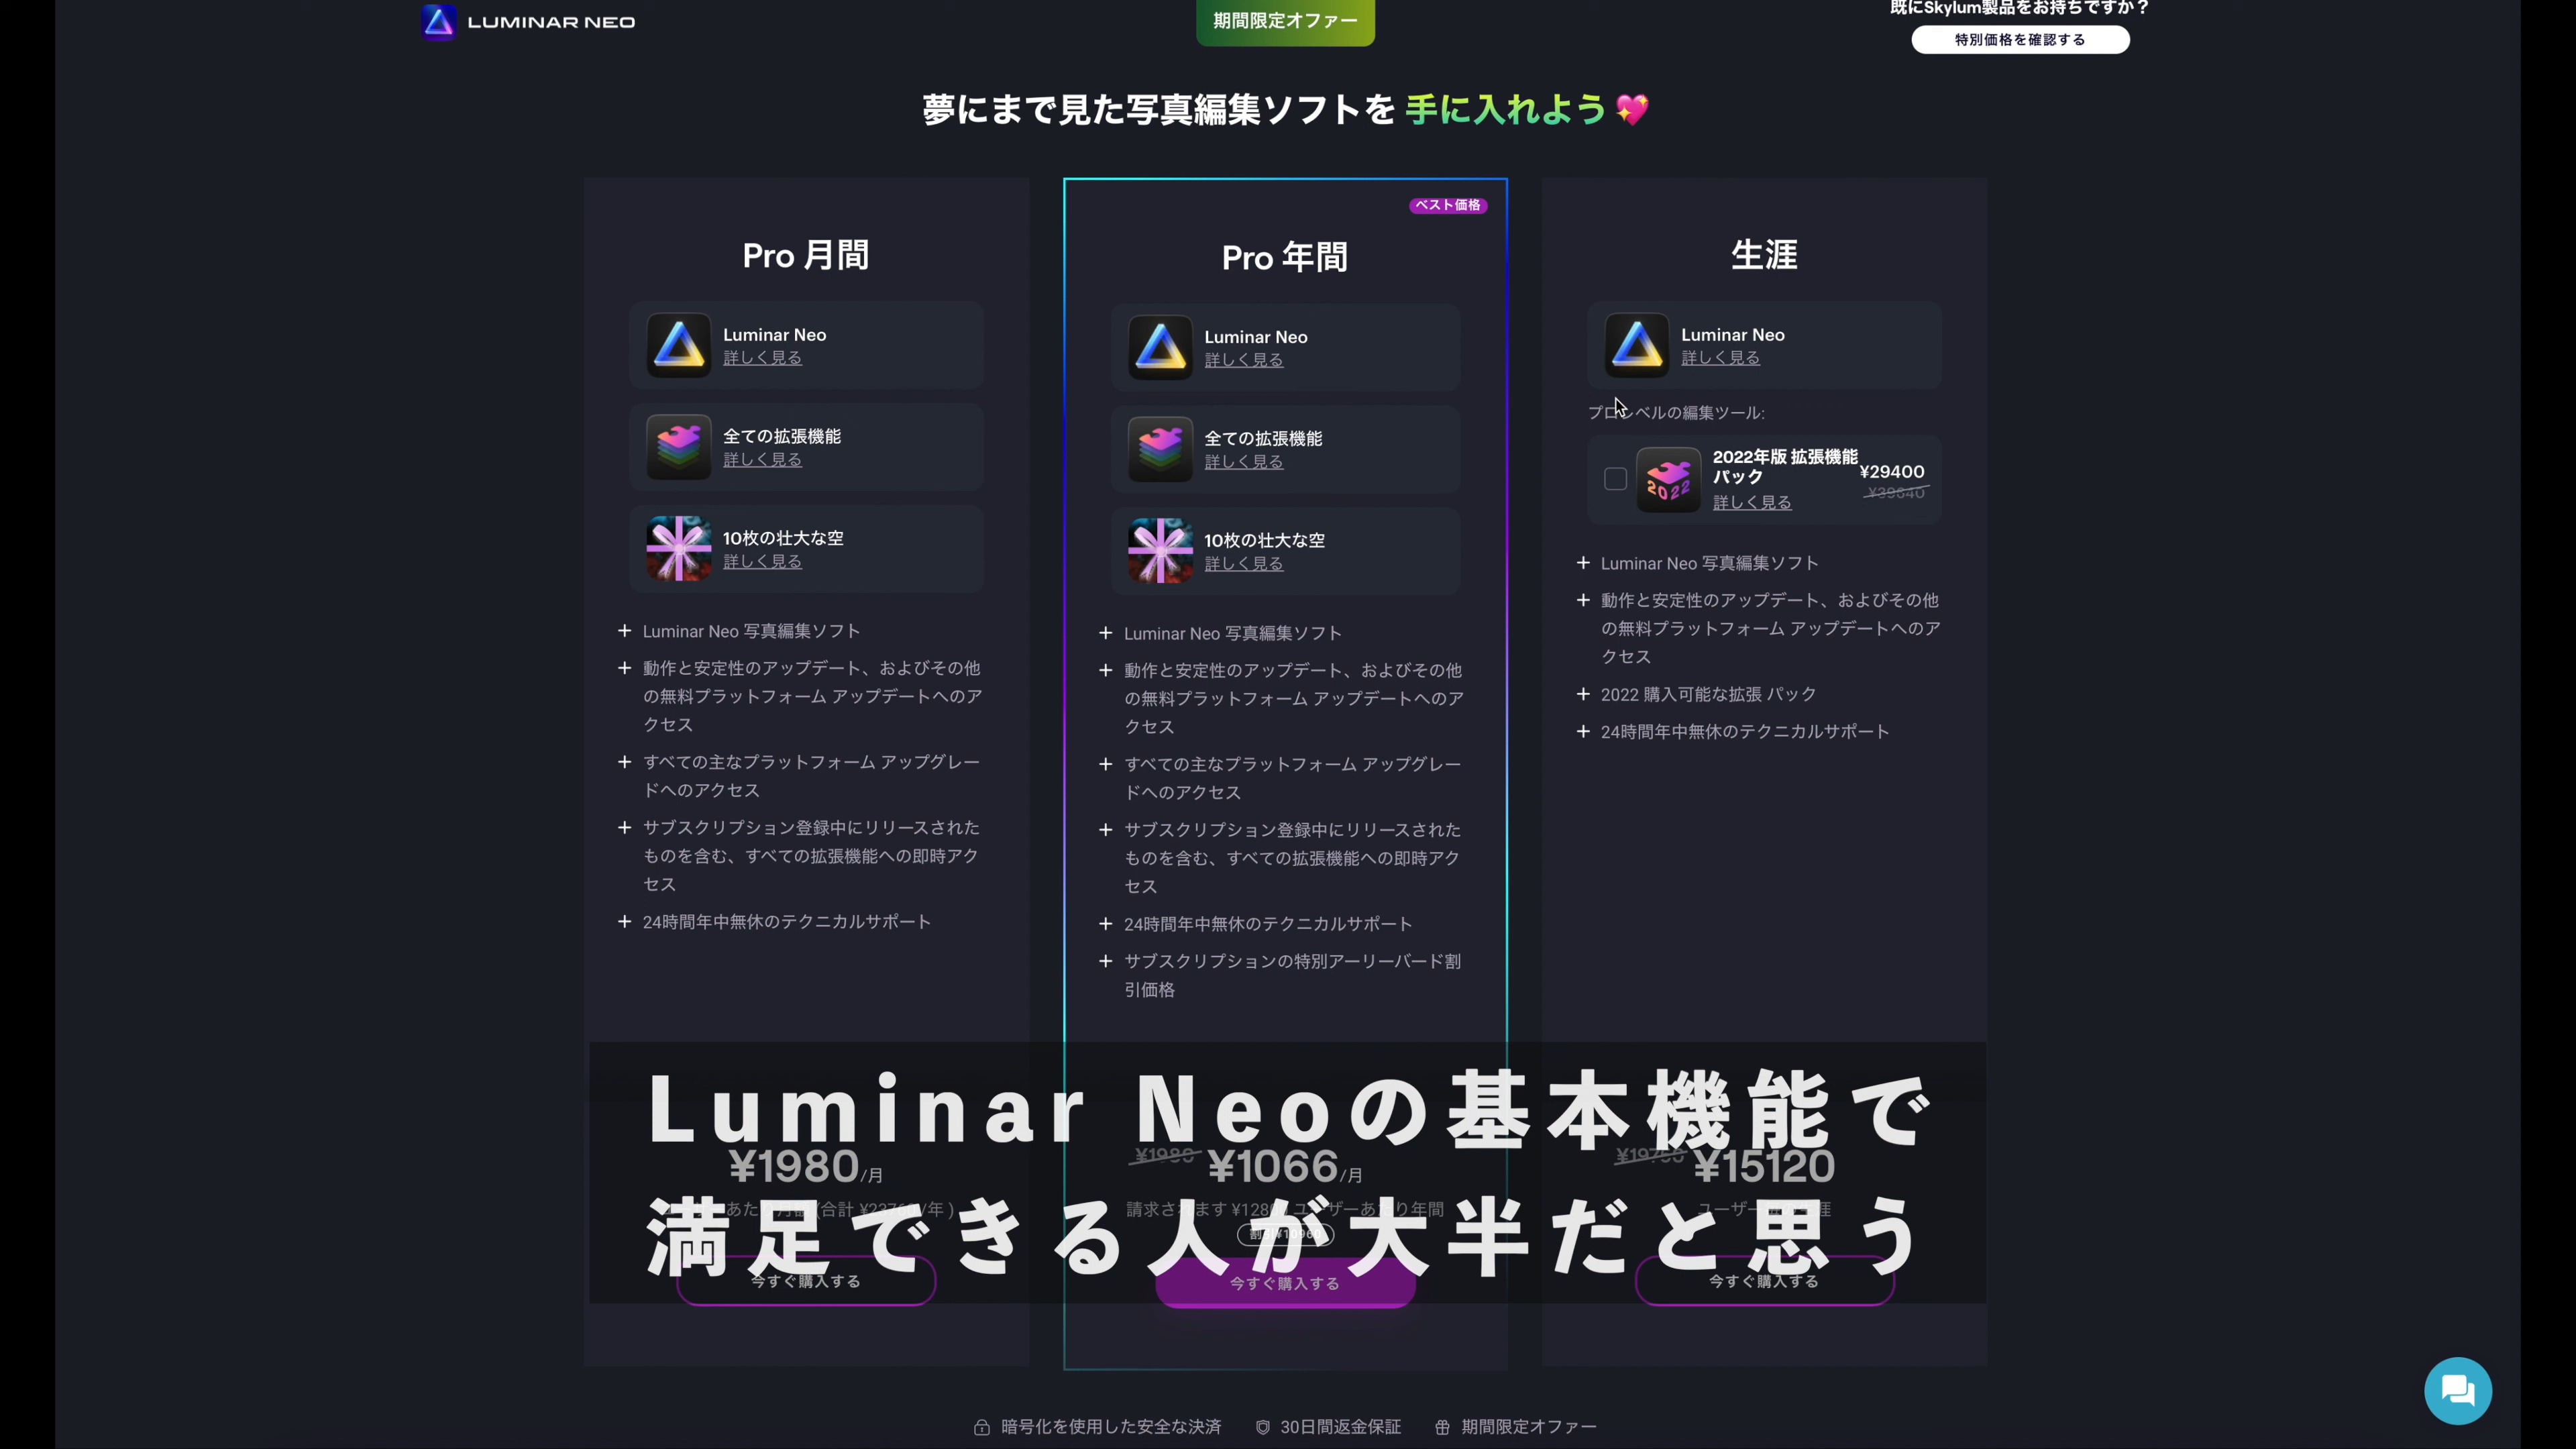 LUMINAR NEO
期間限定オファー
既にSkylum製品をお持ちですか？
特別価格を確認する
夢にまで見た写真編集ソフトを 手に入れよう 💖
Pro 月間
Luminar Neo
詳しく見る
全ての拡張機能
詳しく見る
10枚の壮大な空
詳しく見る
+ Luminar Neo 写真編集ソフト
+ 動作と安定性のアップデート、およびその他
の無料プラットフォーム アップデートへのア
クセス
+ すべての主なプラットフォーム アップグレー
ドへのアクセス
+ サブスクリプション登録中にリリースされた
ものを含む、すべての拡張機能への即時アク
セス
+ 24時間年中無休のテクニカルサポート
¥1980/月
今すぐ購入する
ベスト価格
Pro 年間
Luminar Neo
詳しく見る
全ての拡張機能
詳しく見る
10枚の壮大な空
詳しく見る
+ Luminar Neo 写真編集ソフト
+ 動作と安定性のアップデート、およびその他
の無料プラットフォーム アップデートへのア
クセス
+ すべての主なプラットフォーム アップグレー
ドへのアクセス
+ サブスクリプション登録中にリリースされた
ものを含む、すべての拡張機能への即時アク
セス
+ 24時間年中無休のテクニカルサポート
+ サブスクリプションの特別アーリーバード割
引価格
¥1066/月
今すぐ購入する
生涯
Luminar Neo
詳しく見る
プロレベルの編集ツール:
2022年版 拡張機能
パック
詳しく見る
¥29400
¥39640
+ Luminar Neo 写真編集ソフト
+ 動作と安定性のアップデート、およびその他
の無料プラットフォーム アップデートへのア
クセス
+ 2022 購入可能な拡張 パック
+ 24時間年中無休のテクニカルサポート
¥15120
今すぐ購入する
Luminar Neoの基本機能で
満足できる人が大半だと思う
暗号化を使用した安全な決済
30日間返金保証
期間限定オファー